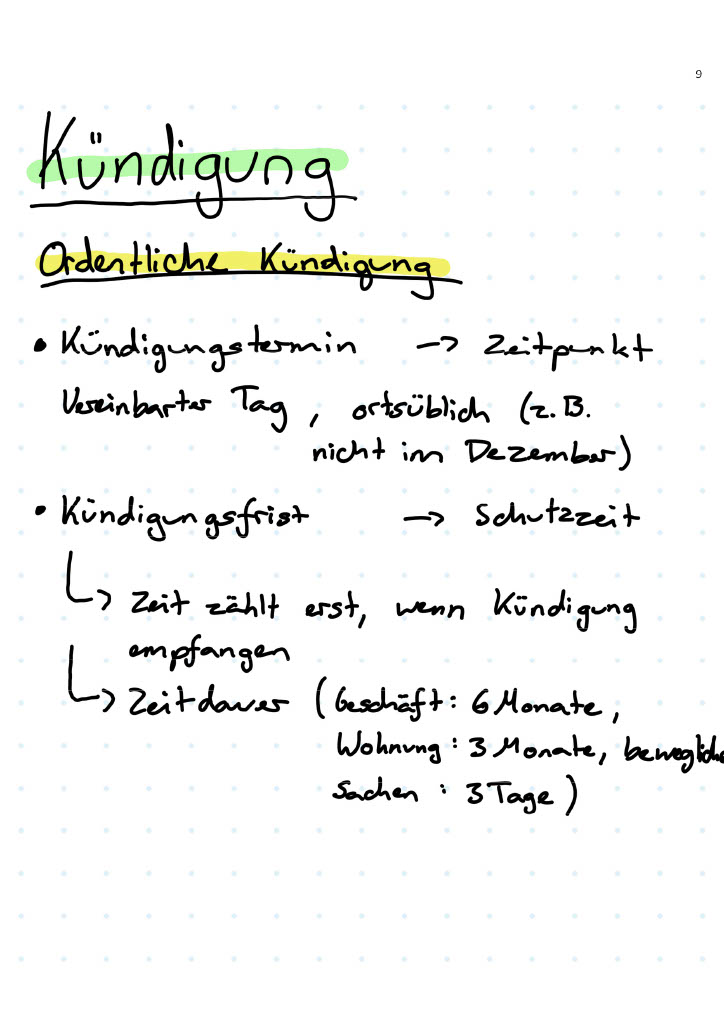 9
Kündigung
Ordentliche Kündigung
• Kündigungstermin → Zeitpunkt
Vereinbarter Tag, ortsüblich (z.B.
nicht im Dezember)
• Kündigungsfrist → Schutzzeit
↳ Zeit zählt erst, wenn Kündigung
empfangen
↳ Zeitdauer (Geschäft: 6 Monate,
Wohnung: 3 Monate, bewegliche
Sachen: 3 Tage)